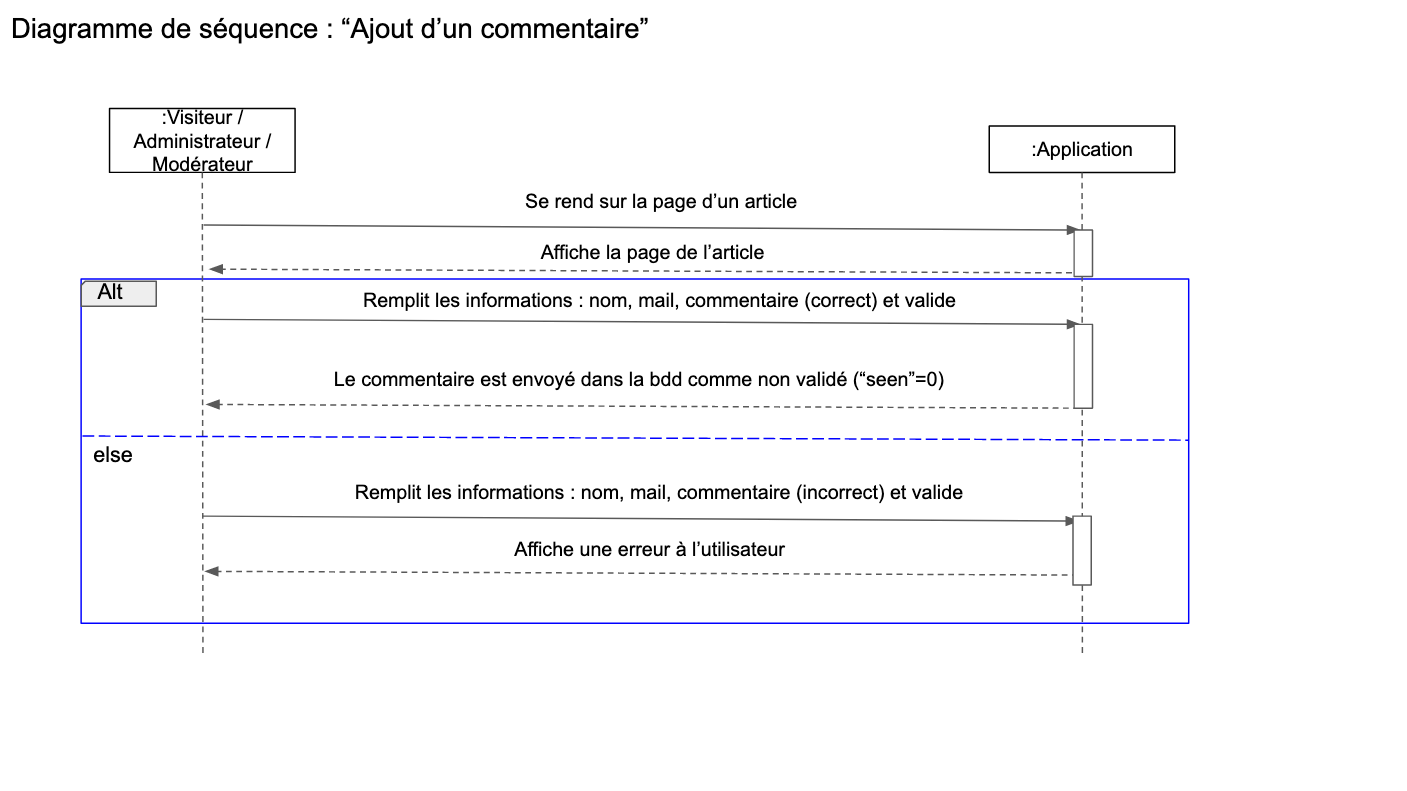 Diagramme de séquence : “Ajout d’un commentaire”
:Visiteur /
Administrateur /
Modérateur
:Application
Se rend sur la page d’un article
Affiche la page de l’article
Alt
Remplit les informations : nom, mail, commentaire (correct) et valide
Le commentaire est envoyé dans la bdd comme non validé (“seen”=0)
else
Remplit les informations : nom, mail, commentaire (incorrect) et valide
Affiche une erreur à l’utilisateur